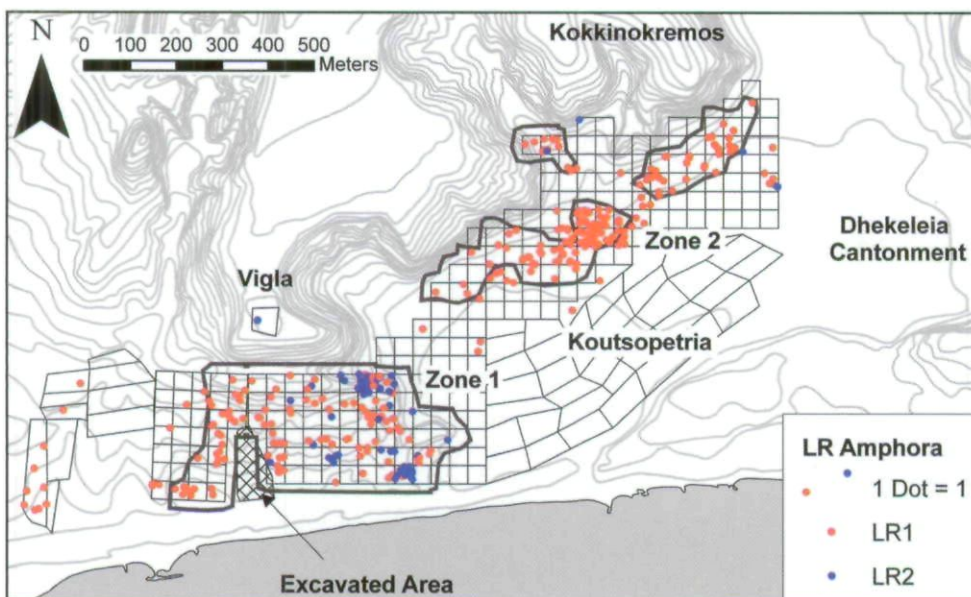 N
0 100 200 300 400 500
Meters
Kokkinokremos
Zone 2
Dhekeleia
Cantonment
Vigla
Koutsopetria
Zone 1
Excavated Area
LR Amphora
1 Dot = 1
LR1
LR2